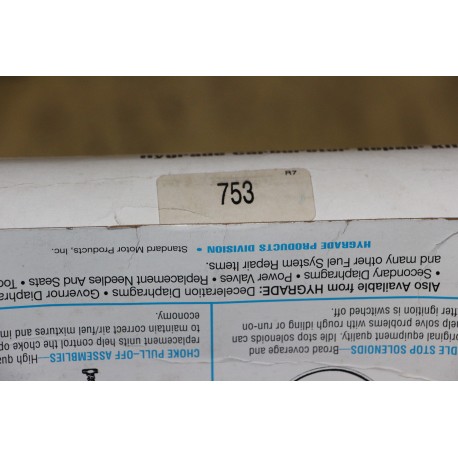 R7
753
DLE STOP SOLENOIDS – Broad coverage and
original equipment quality. Idle stop solenoids can
elp solve problems with rough idling or run-on
fter ignition is switched off.
CHOKE PULL-OFF ASSEMBLIES – High qua
replacements help control the choke op
to maintain correct air/fuel mixtures and im
economy.
Also Available from HYGRADE: Deceleration Diaphragms • Governor Diaphra
• Secondary Diaphragms • Power Valves • Replacement Needles And Seats • Too
and many other Fuel System Repair Items.
HYGRADE PRODUCTS DIVISION • Standard Motor Products, Inc.